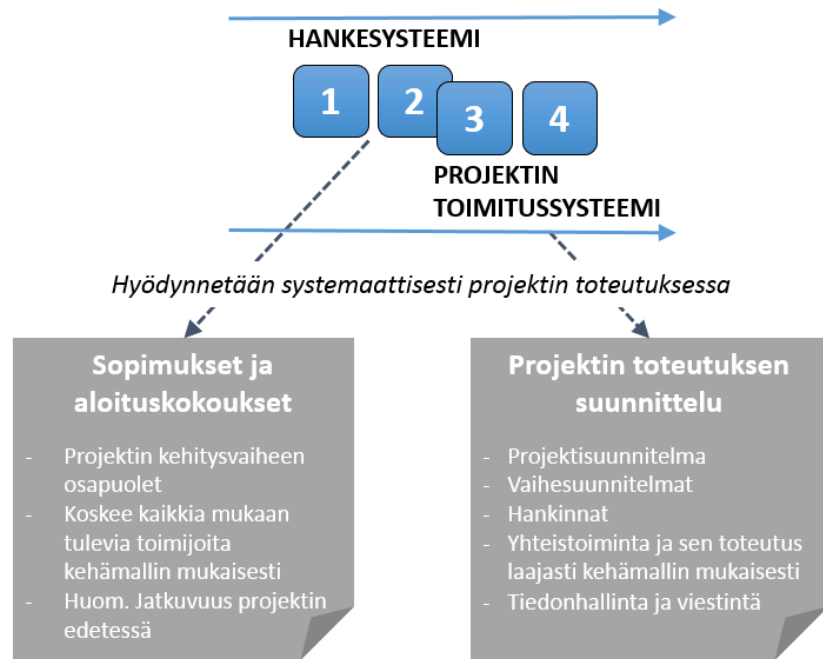 HANKESYSTEEMI
1 2 3 4
PROJEKTIN
TOIMITUSSYSTEEMI
Hyödynnetään systemaattisesti projektin toteutuksessa
Sopimukset ja
aloituskokoukset
- Projektin kehitysvaiheen
osapuolet
- Koskee kaikkia mukaan
tulevia toimijoita
kehämallin mukaisesti
- Huom. Jatkuvuus projektin
edetessä
Projektin toteutuksen
suunnittelu
- Projektisuunnitelma
- Vaihesuunnitelmat
- Hankinnat
- Yhteistoiminta ja sen toteutus
laajasti kehämallin mukaisesti
- Tiedonhallinta ja viestintä